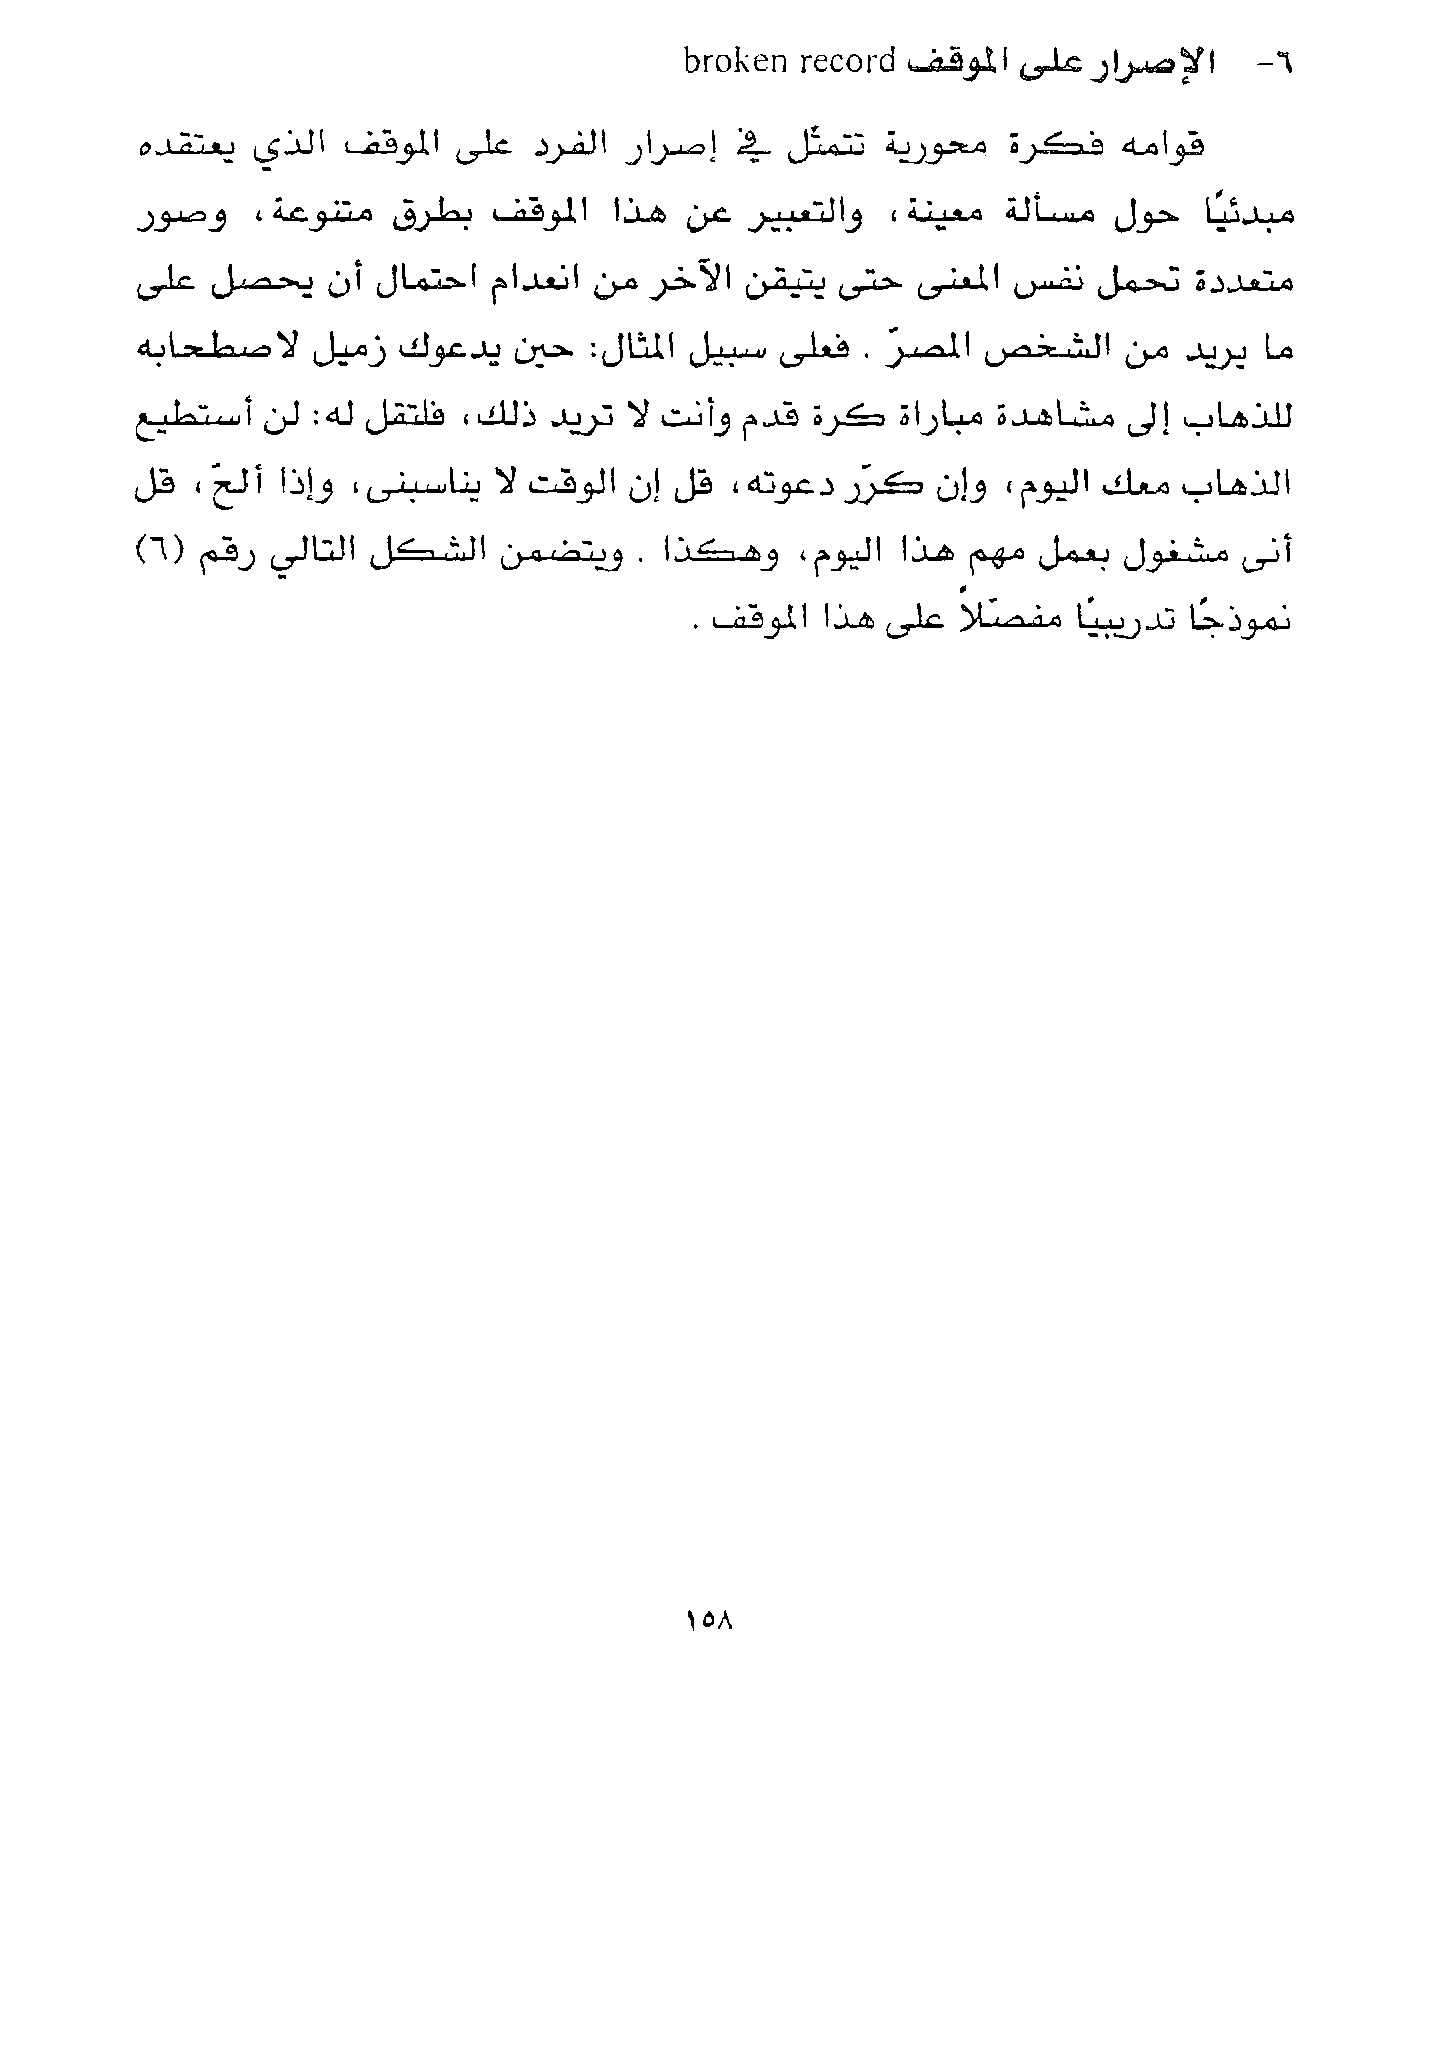 ٦- الإصرار على الموقف broken record
قوامه فكرة محورية تتمثّل في إصرار الفرد على الموقف الذي يعتقده
مبدئيًا حول مسألة معينة، والتعبير عن هذا الموقف بطرق متنوعة، وصور
متعددة تحمل نفس المعنى حتى يتيقن الآخر من انعدام احتمال أن يحصل على
ما يريد من الشخص المصرّ . فعلى سبيل المثال: حين يدعوك زميل لاصطحابه
للذهاب إلى مشاهدة مباراة كرة قدم وأنت لا تريد ذلك، فلتقل له: لن أستطيع
الذهاب معك اليوم، وإن كرّر دعوته، قل إن الوقت لا يناسبنى، وإذا ألحّ، قل
أنى مشغول بعمل مهم هذا اليوم، وهكذا . ويتضمن الشكل التالي رقم (٦)
نموذجًا تدريبيًا مفصّلاً على هذا الموقف .
١٥٨